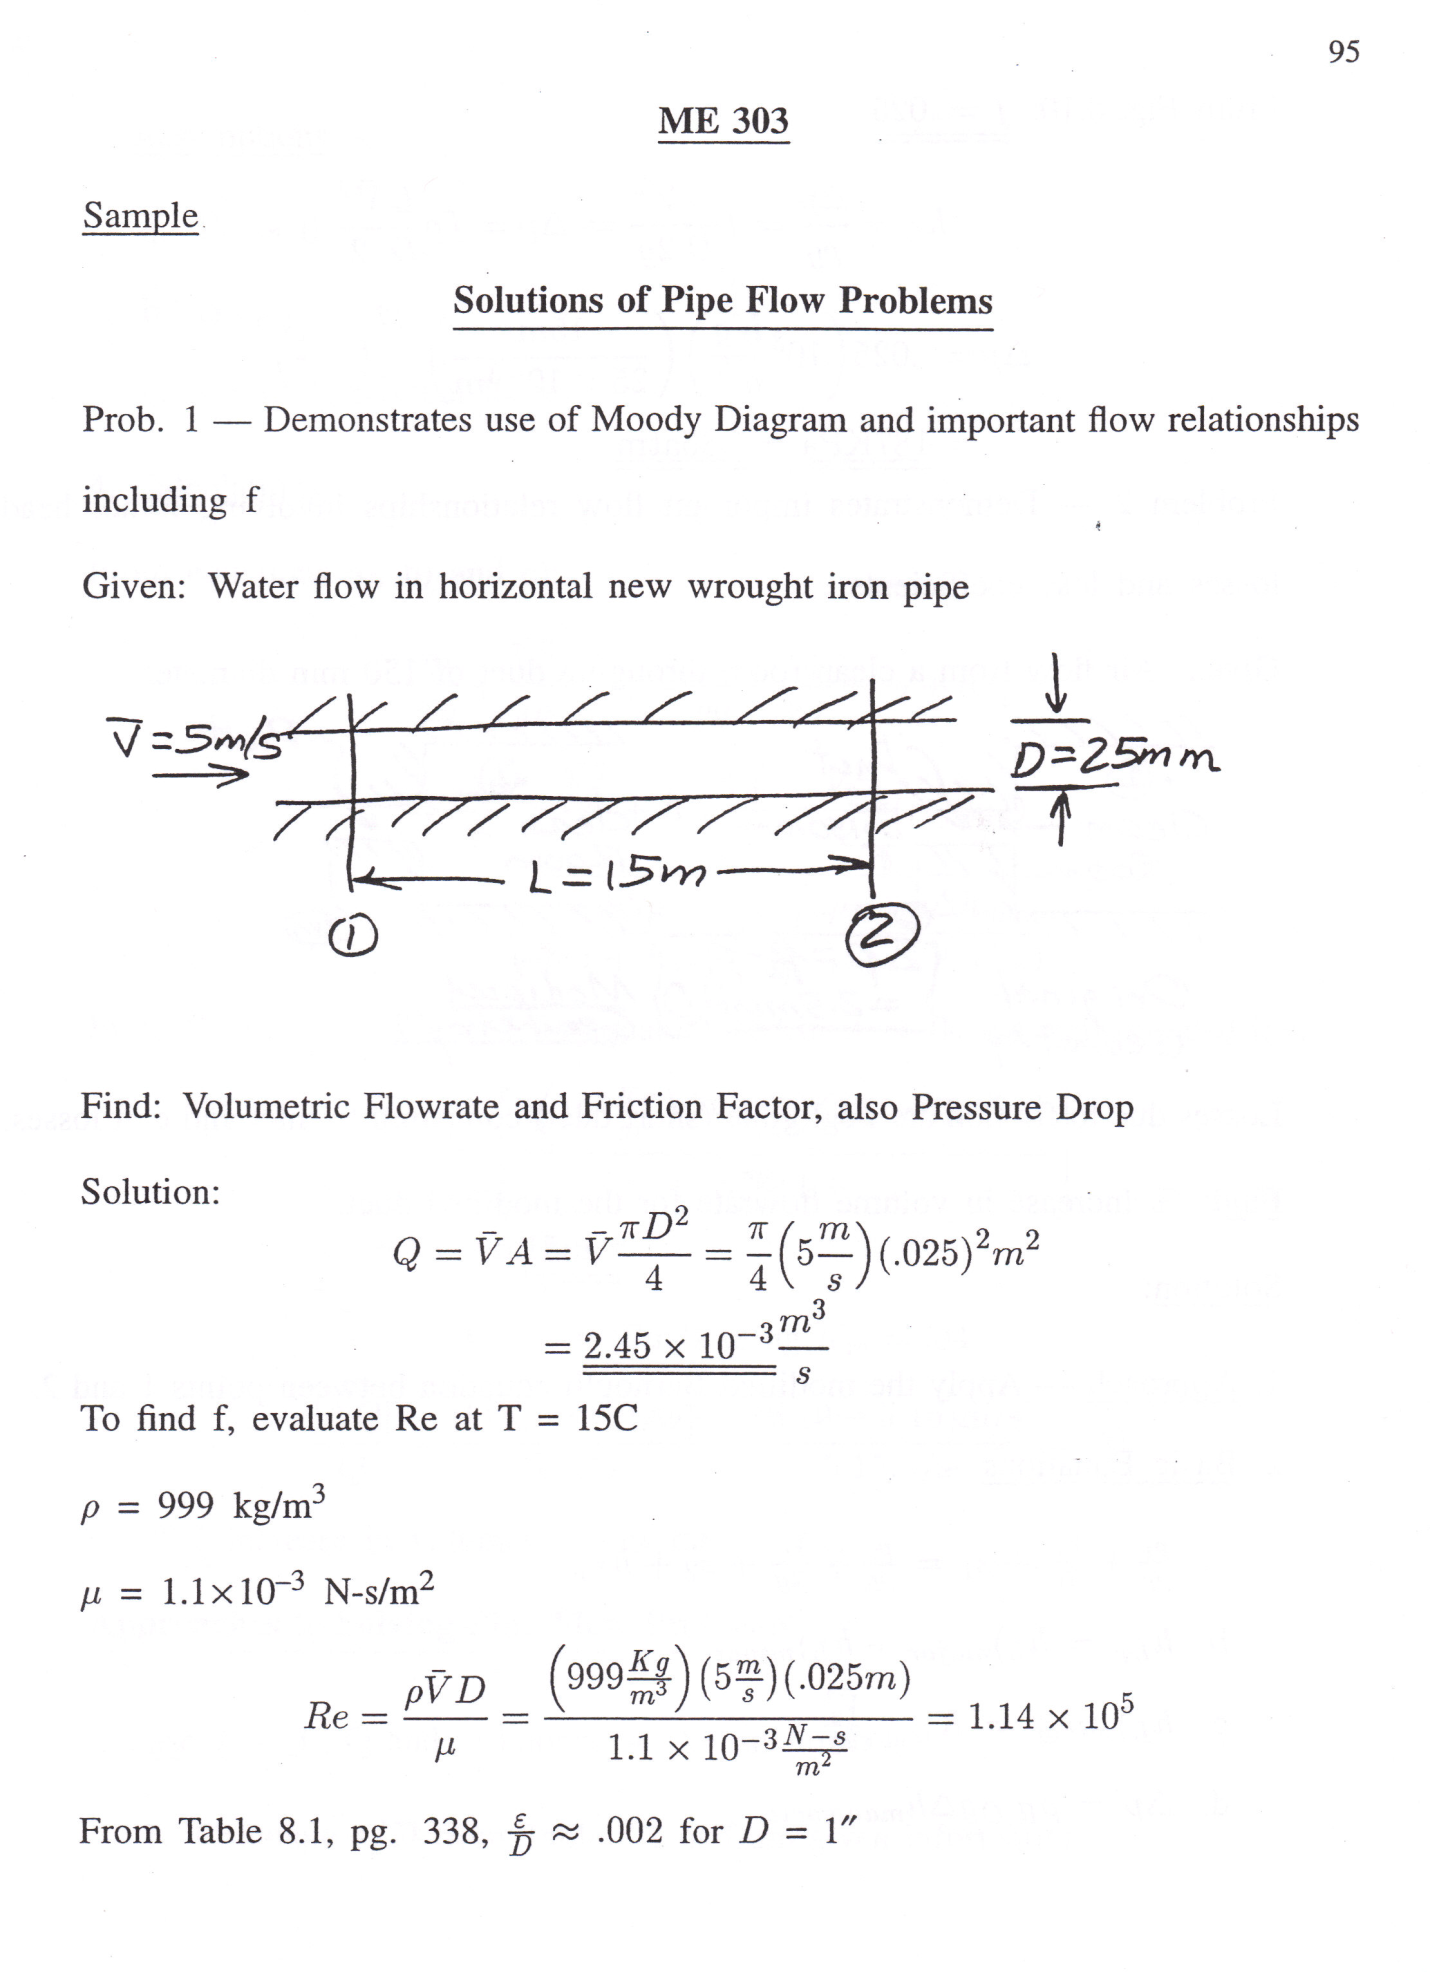 95
ME 303
Sample
Solutions of Pipe Flow Problems
Prob. 1 — Demonstrates use of Moody Diagram and important flow relationships
including f
Given: Water flow in horizontal new wrought iron pipe
V̄ = 5m/s
D = 25mm
L = 15m
① ②
Find: Volumetric Flowrate and Friction Factor, also Pressure Drop
Solution:
Q = V̄A = V̄ πD²/4 = π/4 (5 m/s)(.025)²m²
= 2.45 × 10⁻³ m³/s
To find f, evaluate Re at T = 15C
ρ = 999 kg/m³
μ = 1.1×10⁻³ N-s/m²
Re = ρV̄D/μ = (999 Kg/m³)(5 m/s)(.025m) / 1.1 × 10⁻³ N−s/m² = 1.14 × 10⁵
From Table 8.1, pg. 338, ε/D ≈ .002 for D = 1″